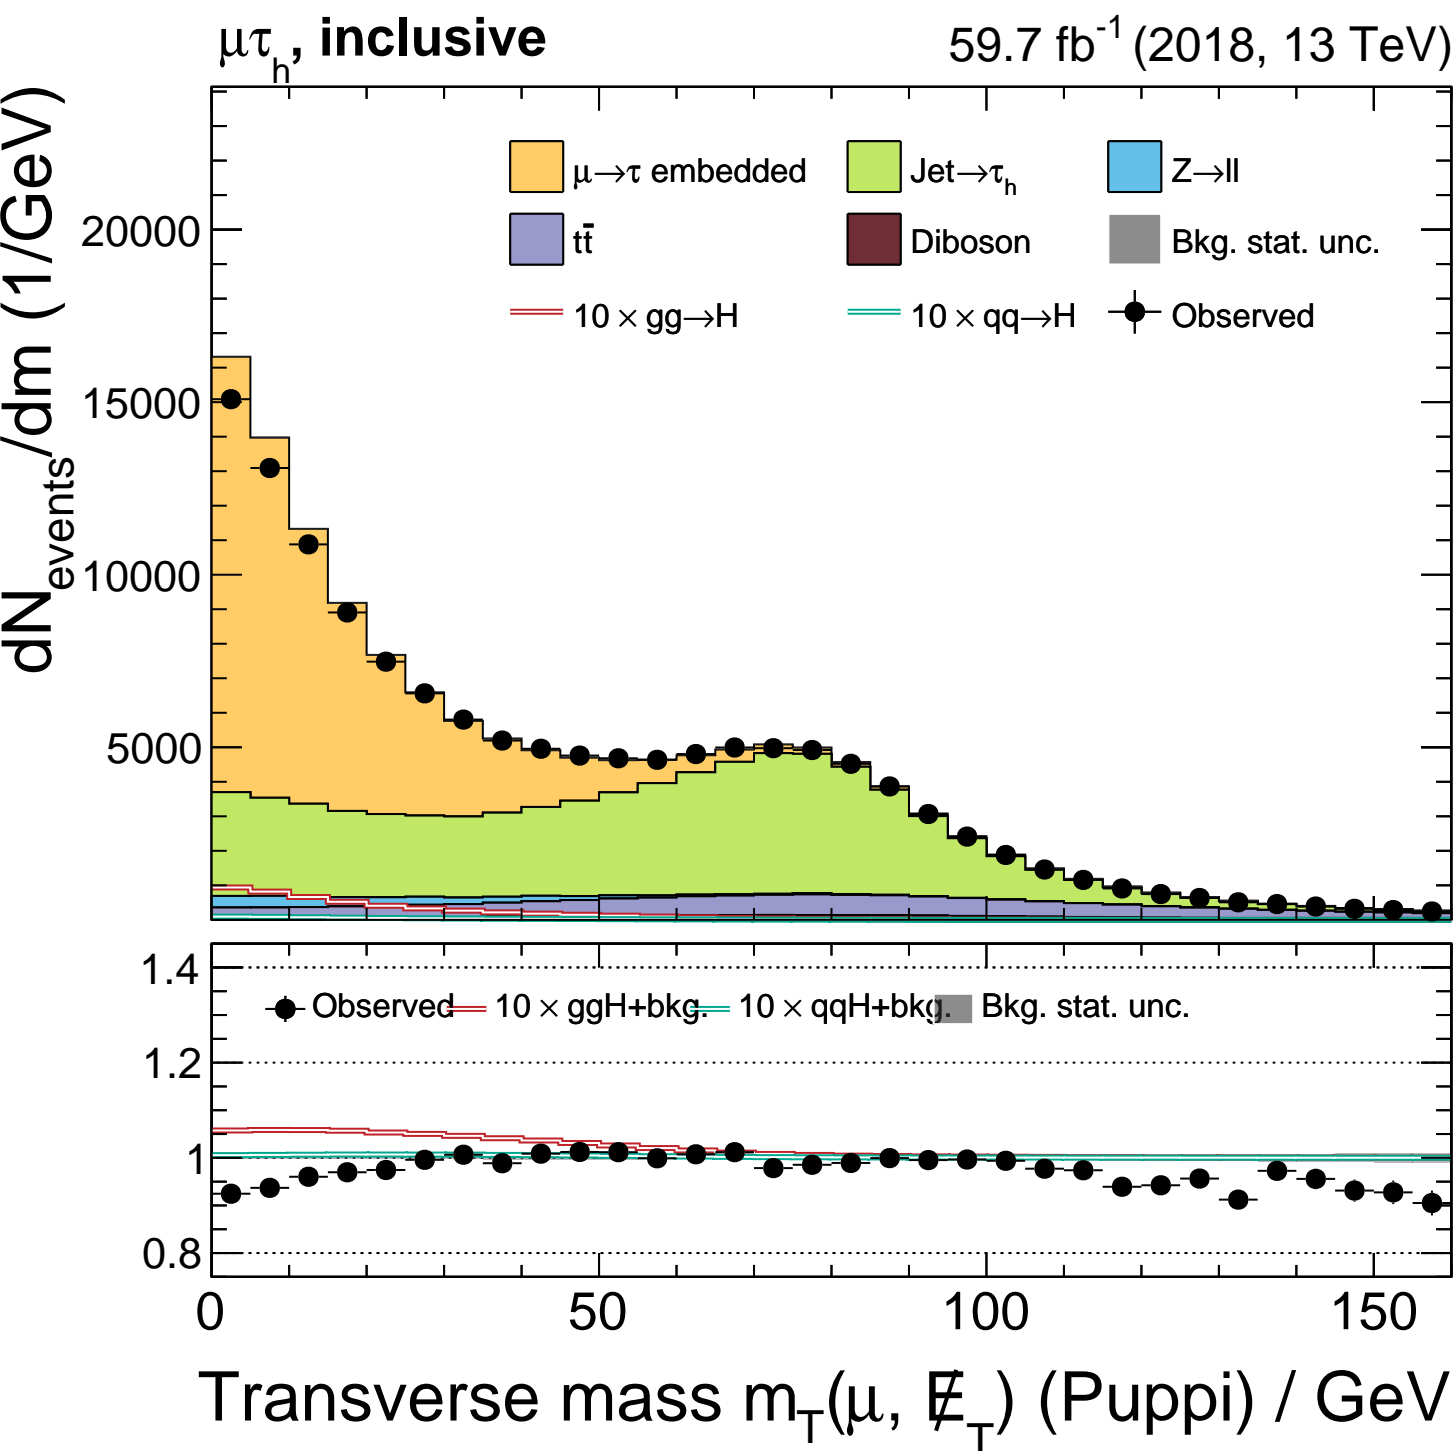 μτh, inclusive 59.7 fb-1 (2018, 13 TeV)
dNevents/dm (1/GeV)
μ→τ embedded Jet→τh Z→ll
tt̄ Diboson Bkg. stat. unc.
10 × gg→H 10 × qq→H Observed
20000
15000
10000
5000
1.4
Observed 10 × ggH+bkg. 10 × qqH+bkg. Bkg. stat. unc.
1.2
1
0.8
0 50 100 150
Transverse mass mT(μ, E̸T) (Puppi) / GeV